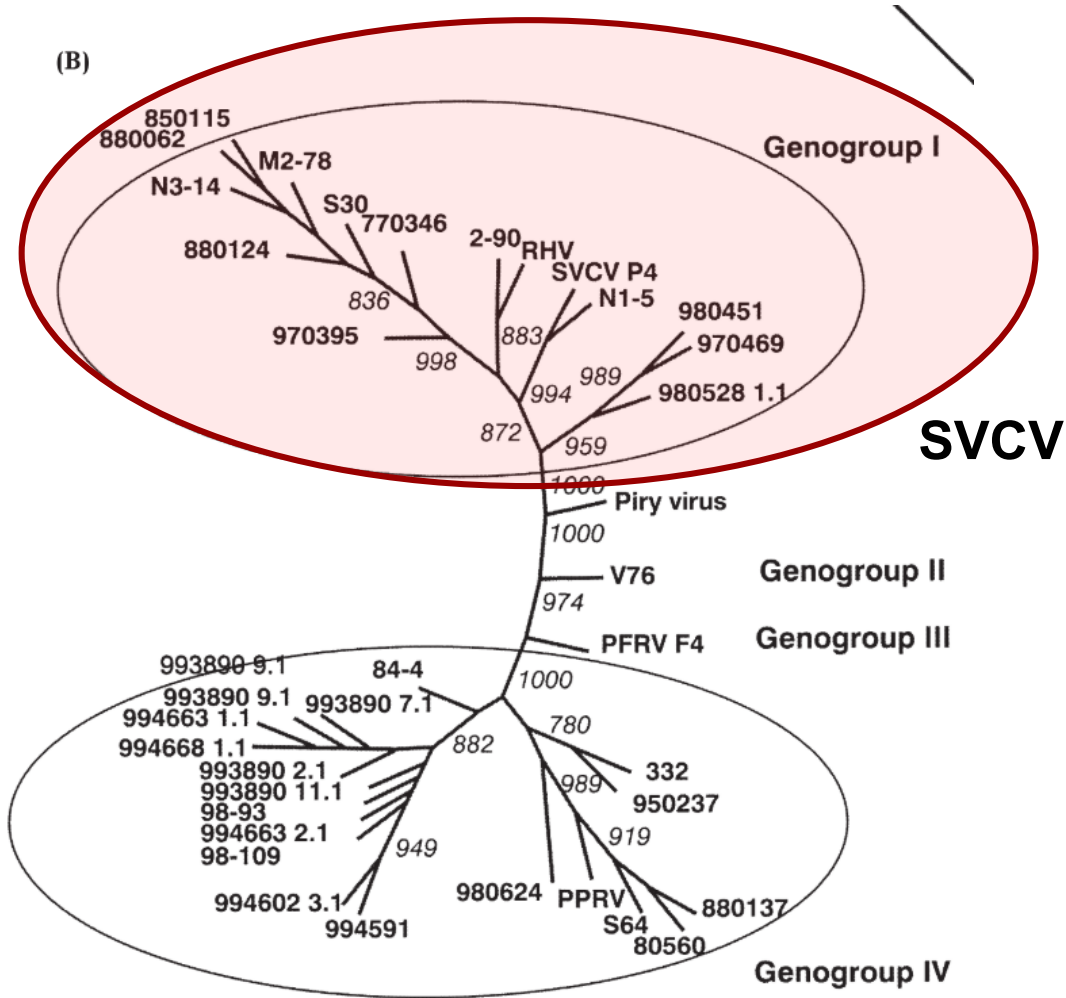 (B)
850115
880062
Genogroup I
M2-78
N3-14
S30
770346
2-90
RHV
880124
SVCV P4
N1-5
836
980451
883
970469
970395
998
989
994
980528 1.1
872
959
SVCV
1000
Piry virus
1000
V76
Genogroup II
974
PFRV F4
Genogroup III
993890 9.1
84-4
1000
993890 9.1
993890 7.1
994663 1.1
780
994668 1.1
882
993890 2.1
332
993890 11.1
989
950237
98-93
994663 2.1
919
98-109
949
980624
PPRV
994602 3.1
880137
S64
994591
80560
Genogroup IV